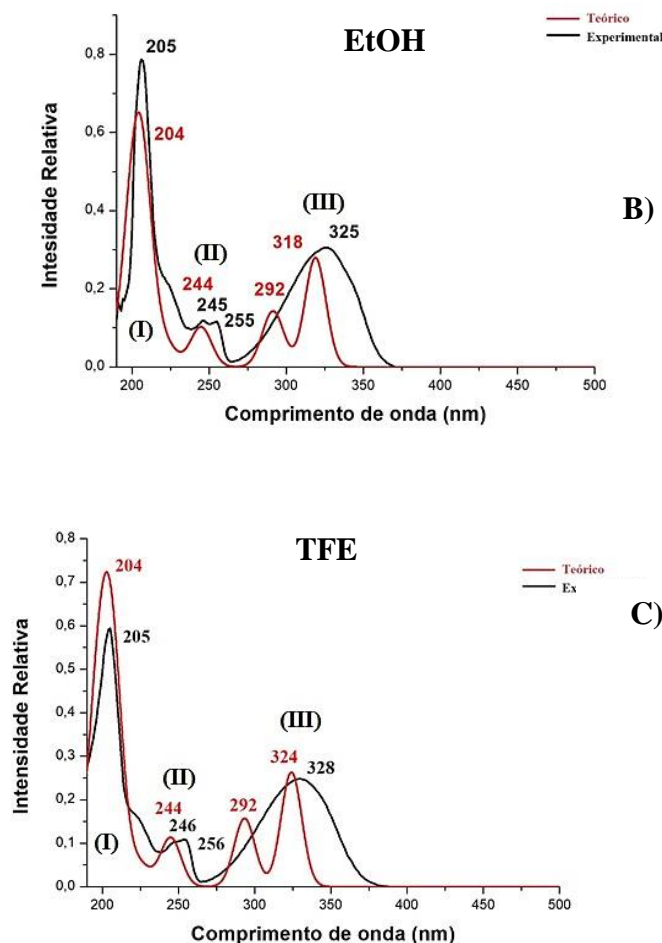 EtOH
Teórico
Experimental
B)
Intesidade Relativa
0,8
0,6
0,4
0,2
0,0
205
204
(I)
(II)
244
245
255
292
(III)
318
325
200
250
300
350
400
450
500
Comprimento de onda (nm)
TFE
Teórico
Ex
C)
Intensidade Relativa
0,8
0,7
0,6
0,5
0,4
0,3
0,2
0,1
0,0
204
205
(I)
(II)
244
246
256
292
(III)
324
328
200
250
300
350
400
450
500
Comprimento de onda (nm)